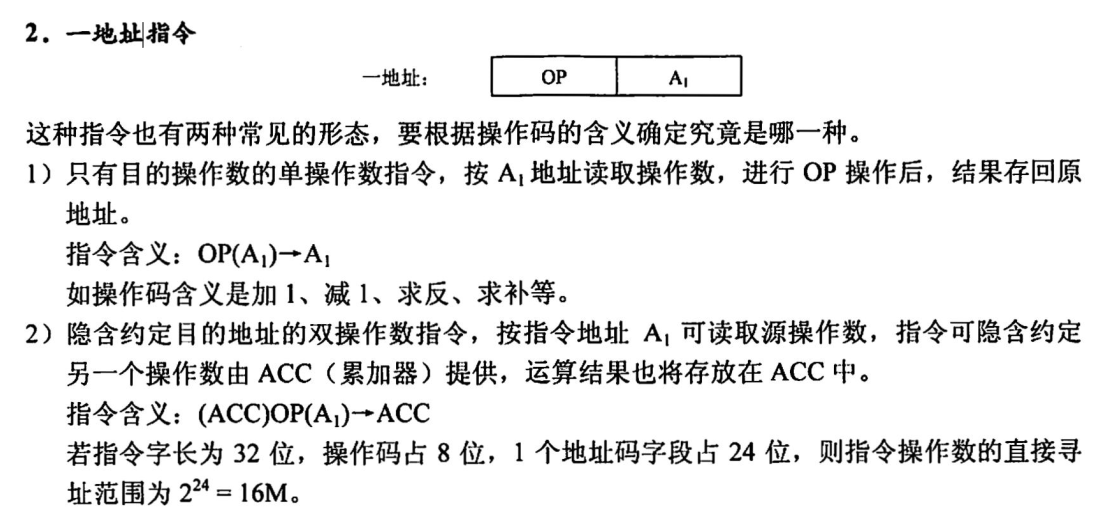 2．一地址指令
一地址： OP A₁
这种指令也有两种常见的形态，要根据操作码的含义确定究竟是哪一种。
1）只有目的操作数的单操作数指令，按 A₁ 地址读取操作数，进行 OP 操作后，结果存回原
地址。
指令含义：OP(A₁)→A₁
如操作码含义是加 1、减 1、求反、求补等。
2）隐含约定目的地址的双操作数指令，按指令地址 A₁ 可读取源操作数，指令可隐含约定
另一个操作数由 ACC（累加器）提供，运算结果也将存放在 ACC 中。
指令含义：(ACC)OP(A₁)→ACC
若指令字长为 32 位，操作码占 8 位，1 个地址码字段占 24 位，则指令操作数的直接寻
址范围为 2²⁴ = 16M。